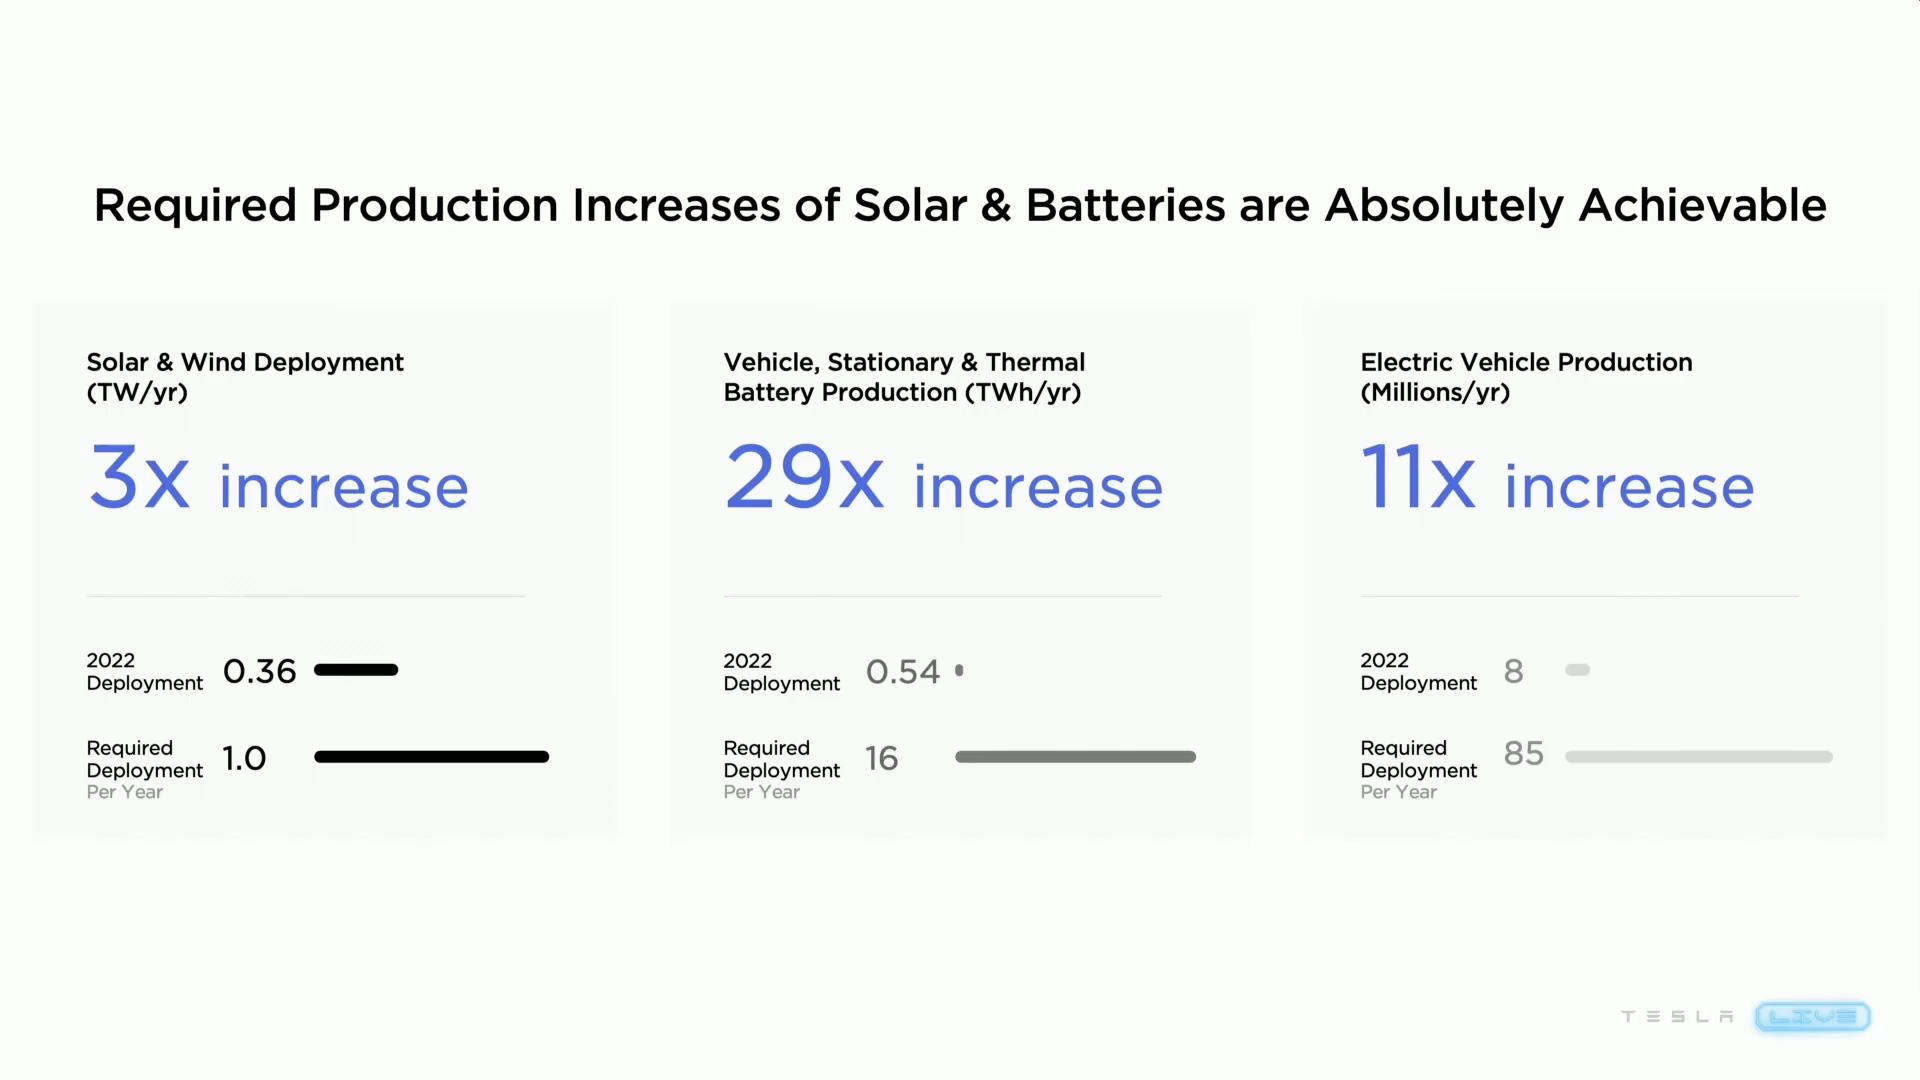 Required Production Increases of Solar & Batteries are Absolutely Achievable
Solar & Wind Deployment
(TW/yr)
3x increase
2022
Deployment
0.36
Required
Deployment
Per Year
1.0
Vehicle, Stationary & Thermal
Battery Production (TWh/yr)
29x increase
2022
Deployment
0.54
Required
Deployment
Per Year
16
Electric Vehicle Production
(Millions/yr)
11x increase
2022
Deployment
8
Required
Deployment
Per Year
85
TESLA LIVE